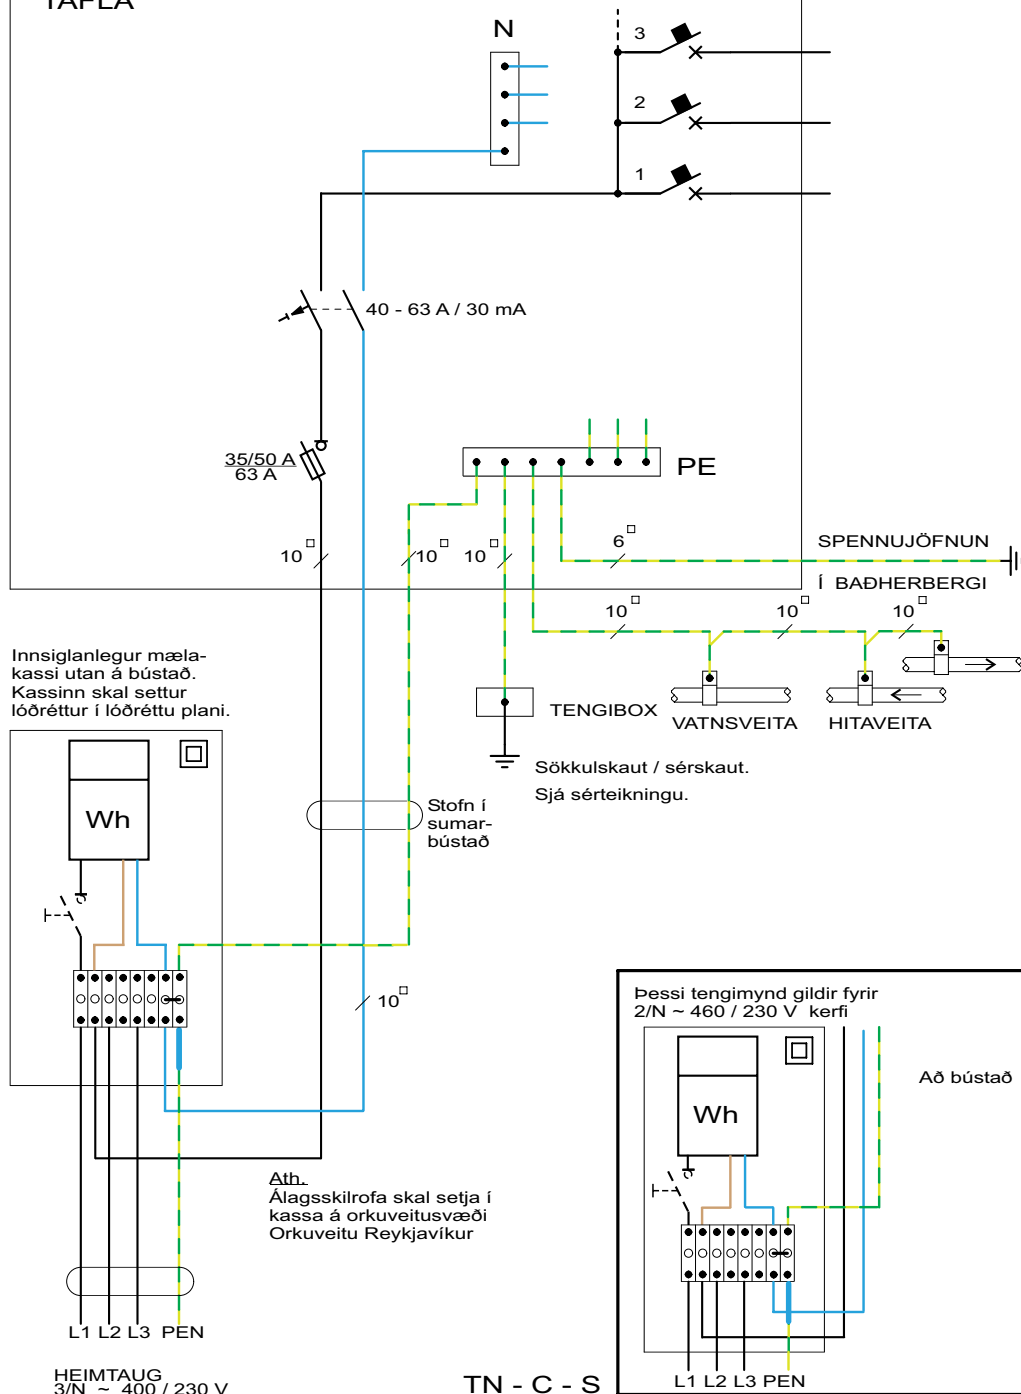 TAFLA
N
3
2
1
40 - 63 A / 30 mA
35/50 A
63 A
PE
10
10
10
6
SPENNUJÖFNUN
Í BAÐHERBERGI
10
10
10
Innsiglanlegur mæla-
kassi utan á bústað.
Kassinn skal settur
lóðréttur í lóðréttu plani.
TENGIBOX
VATNSVEITA
HITAVEITA
Sökkulskaut / sérskaut.
Sjá sérteikningu.
Wh
Stofn í
sumar-
bústað
10
Þessi tengimynd gildir fyrir
2/N ~ 460 / 230 V kerfi
Að bústað
Wh
Ath.
Álagsskilrofa skal setja í
kassa á orkuveitusvæði
Orkuveitu Reykjavíkur
L1 L2 L3 PEN
L1 L2 L3 PEN
HEIMTAUG
3/N ~ 400 / 230 V
TN - C - S